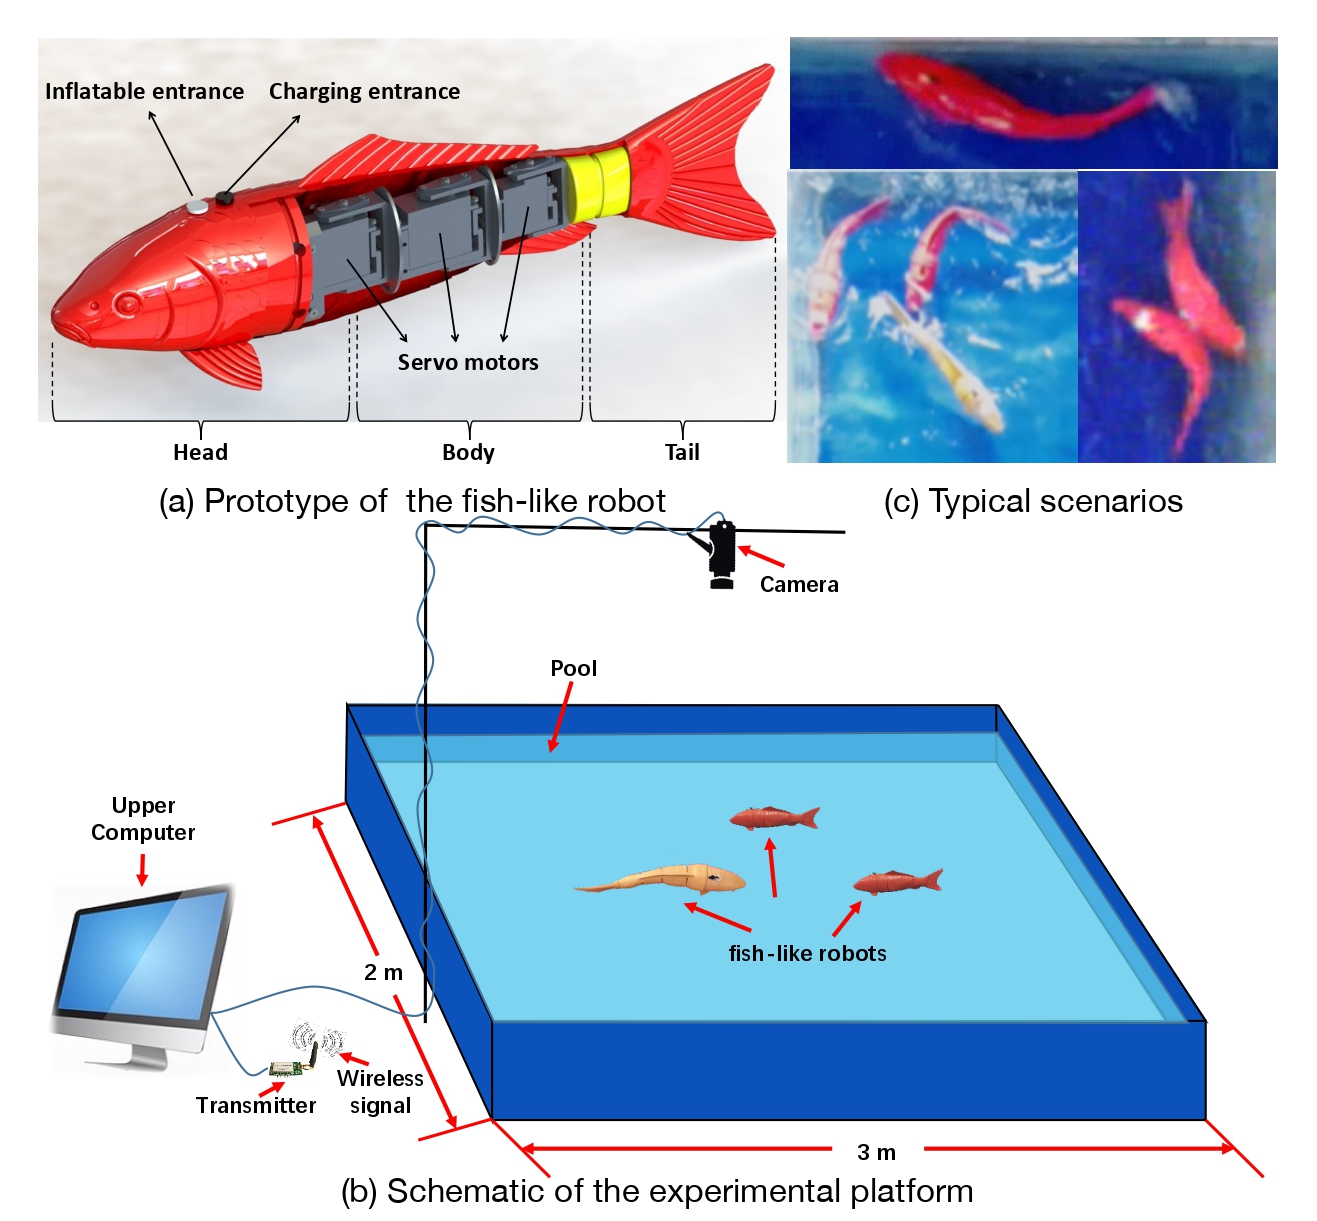 Inflatable entrance
Charging entrance
Servo motors
Head
Body
Tail
(a) Prototype of the fish-like robot
(c) Typical scenarios
Camera
Pool
Upper
Computer
2 m
fish-like robots
Wireless
signal
Transmitter
3 m
(b) Schematic of the experimental platform